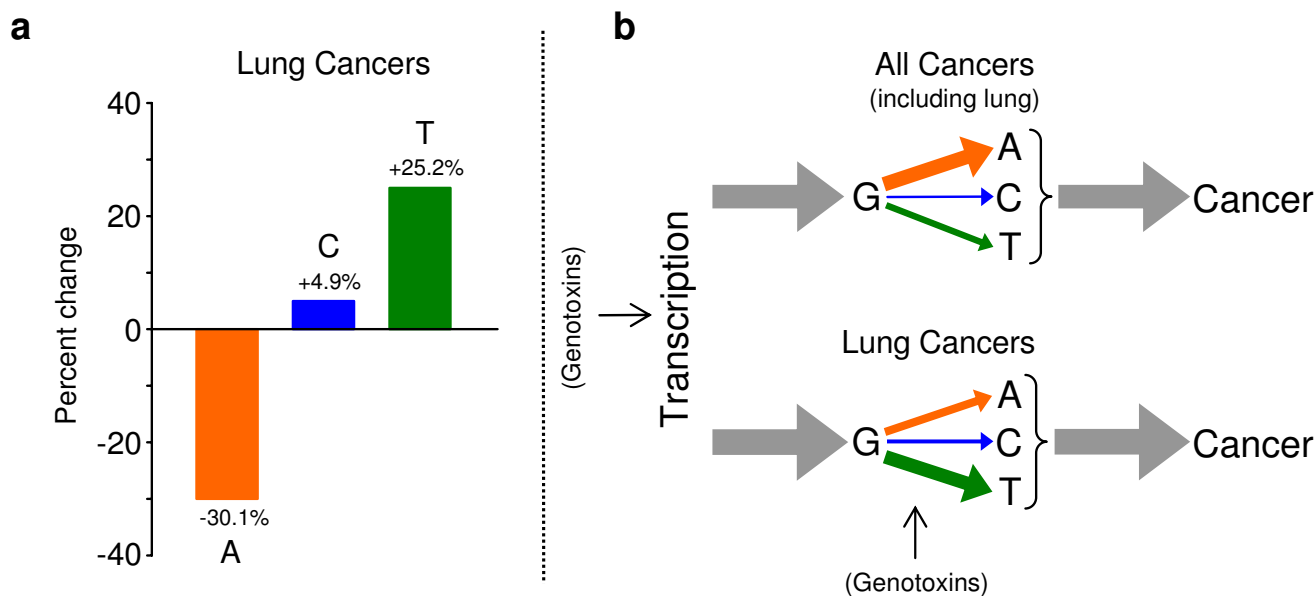 a
Lung Cancers
Percent change
40
20
0
-20
-40
-30.1%
A
C
+4.9%
T
+25.2%
b
(Genotoxins)
Transcription
All Cancers
(including lung)
G
A
C
T
Cancer
Lung Cancers
G
A
C
T
Cancer
(Genotoxins)